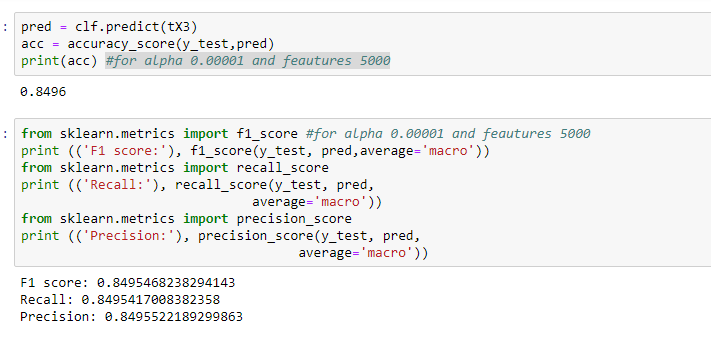 : pred = clf.predict(tX3)
acc = accuracy_score(y_test,pred)
print(acc) #for alpha 0.00001 and feautures 5000
0.8496
: from sklearn.metrics import f1_score #for alpha 0.00001 and feautures 5000
print (('F1 score:'), f1_score(y_test, pred,average='macro'))
from sklearn.metrics import recall_score
print (('Recall:'), recall_score(y_test, pred,
average='macro'))
from sklearn.metrics import precision_score
print (('Precision:'), precision_score(y_test, pred,
average='macro'))
F1 score: 0.8495468238294143
Recall: 0.8495417008382358
Precision: 0.8495522189299863